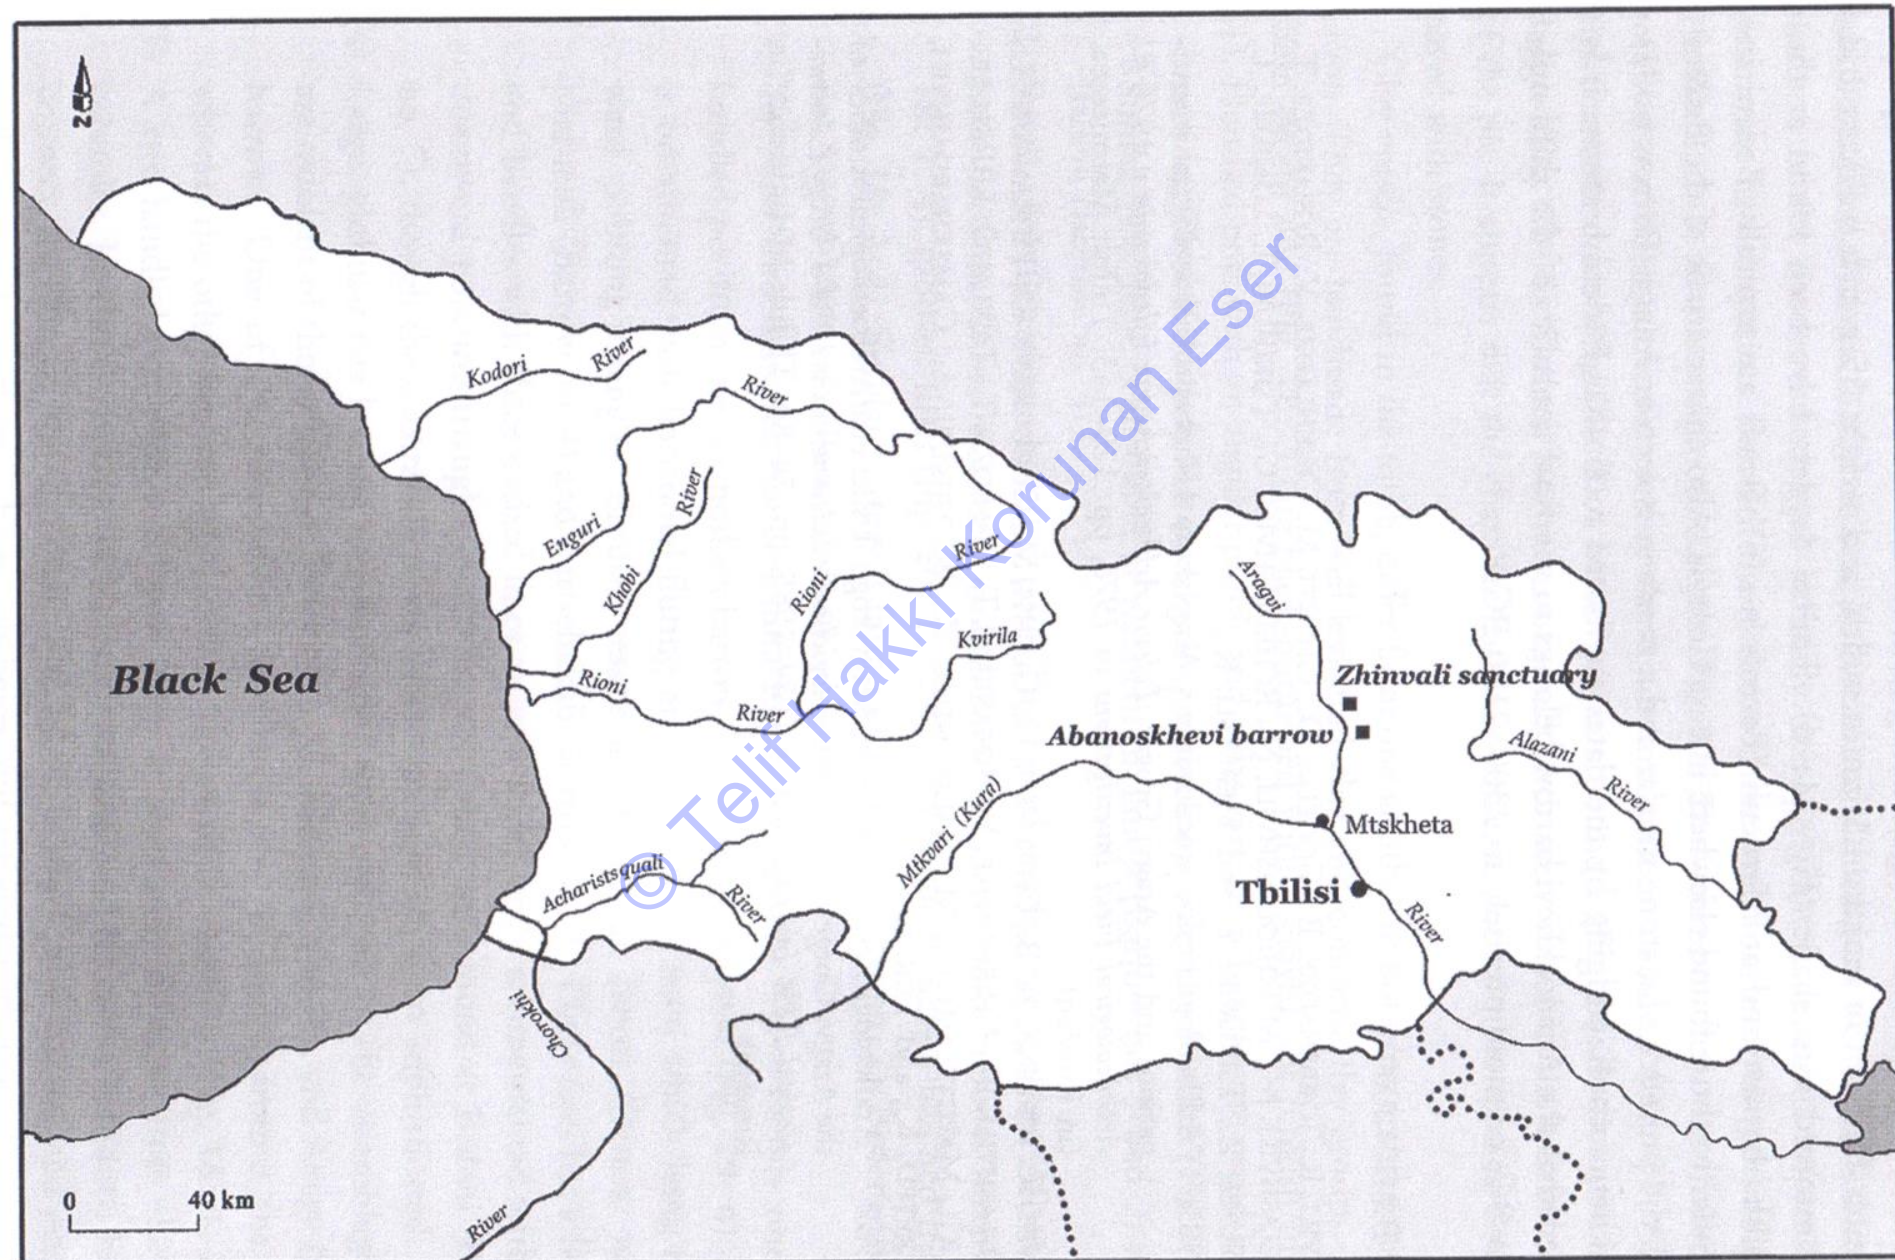 N
Kodori River
River
Enguri
Khobi River
Rioni River
Kvirila
Rioni River
Aragvi
Zhinvali sanctuary
Abanoskhevi barrow
Alazani River
Mtkvari (Kura)
Mtskheta
Tbilisi
River
Black Sea
Acharistsquali River
Chorokhi
River
0 40 km
© Telif Hakkı Korunan Eser